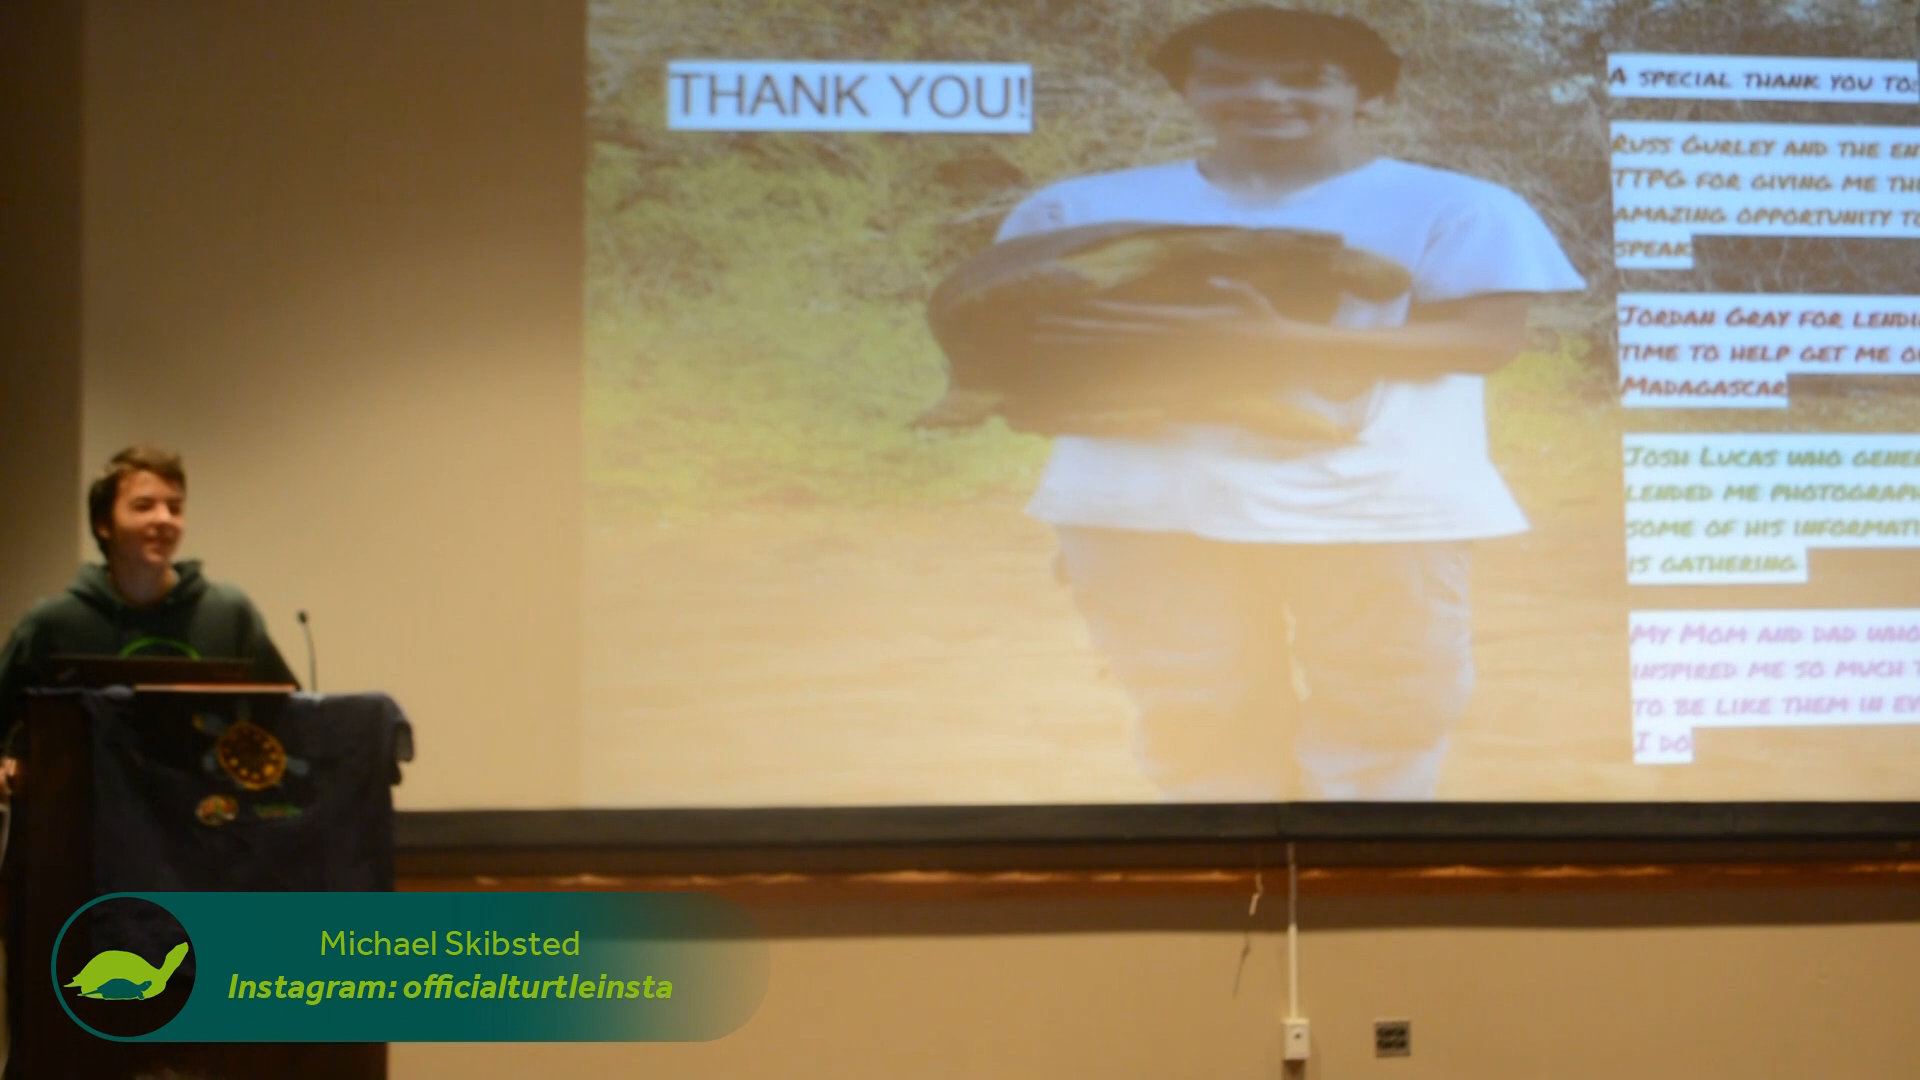 THANK YOU!
A SPECIAL THANK YOU TO:
RUSS GURLEY AND THE
TTPG FOR GIVING ME
AMAZING OPPORTUNITY
SPEAK
JORDAN GRAY FOR
TIME TO HELP GET ME
MADAGASCAR
JOSH LUCAS WHO
LENDED ME
SOME OF HIS
IS GATHERING
MY MOM AND DAD WHO
INSPIRED ME SO MUCH
TO BE LIKE THEM IN
I DO
Michael Skibsted
Instagram: officialturtleinsta